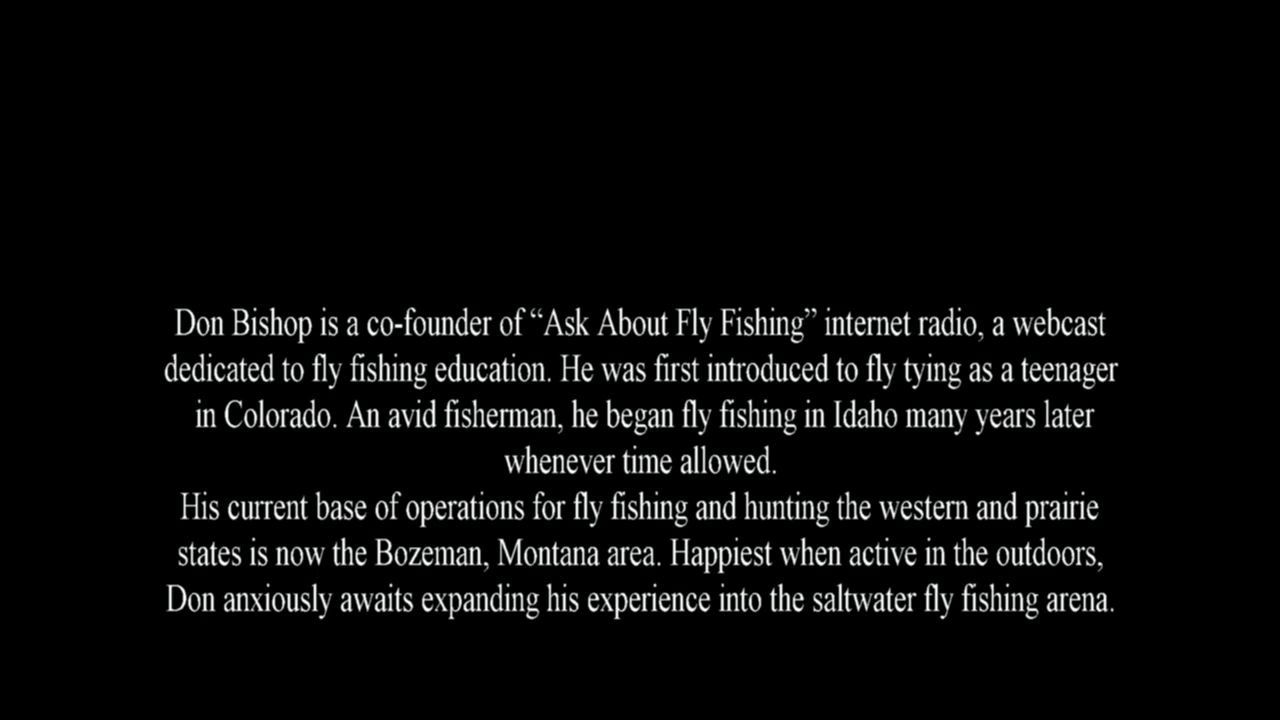 Don Bishop is a co-founder of “Ask About Fly Fishing” internet radio, a webcast
dedicated to fly fishing education. He was first introduced to fly tying as a teenager
in Colorado. An avid fisherman, he began fly fishing in Idaho many years later
whenever time allowed.
His current base of operations for fly fishing and hunting the western and prairie
states is now the Bozeman, Montana area. Happiest when active in the outdoors,
Don anxiously awaits expanding his experience into the saltwater fly fishing arena.